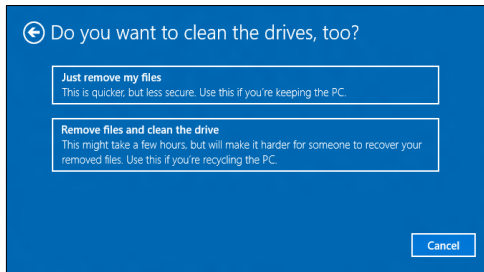 Do you want to clean the drives, too?
Just remove my files
This is quicker, but less secure. Use this if you're keeping the PC.
Remove files and clean the drive
This might take a few hours, but will make it harder for someone to recover your
removed files. Use this if you're recycling the PC.
Cancel